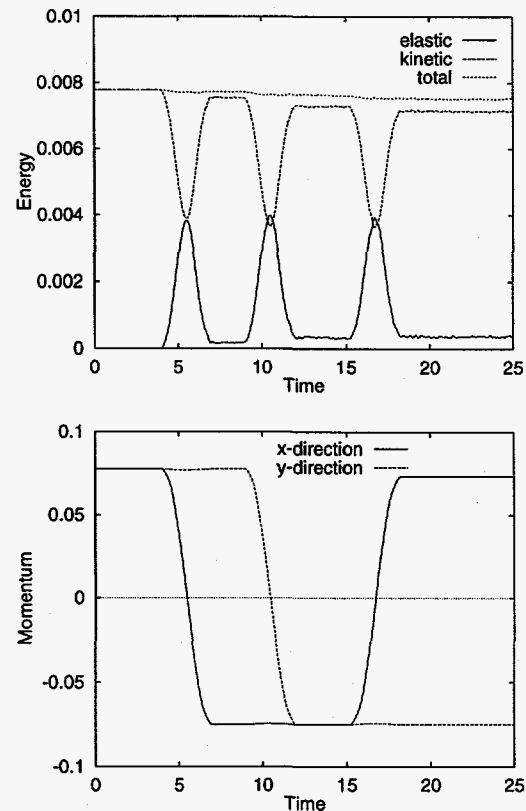 0.01
elastic
kinetic
total
0.008
0.006
Energy
0.004
0.002
0
0 5 10 15 20 25
Time
0.1
x-direction
y-direction
0.05
Momentum
0
-0.05
-0.1
0 5 10 15 20 25
Time